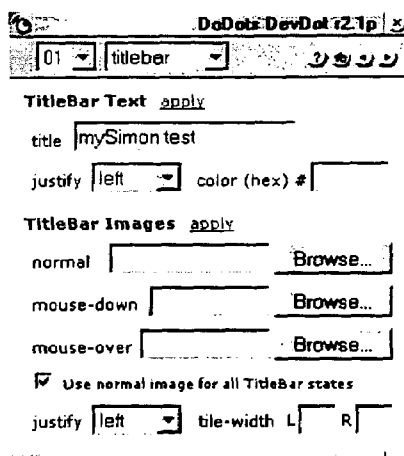 DoDots DevDot r2.1p x
01 titlebar
TitleBar Text apply
title mySimon test
justify left color (hex) #
TitleBar Images apply
normal Browse...
mouse-down Browse...
mouse-over Browse...
Use normal image for all TitleBar states
justify left tile-width L R